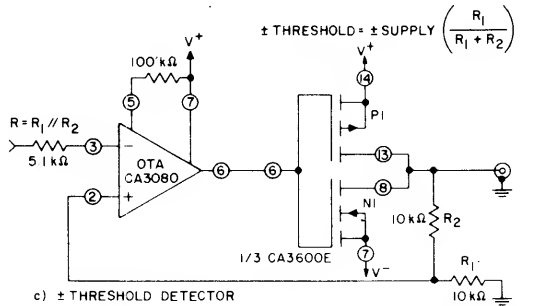 ± THRESHOLD = ± SUPPLY ( R1 / R1 + R2 )
V+
V+
100 kΩ
14
5
7
P1
R = R1 // R2
3
−
13
5.1 kΩ
OTA
CA3080
6
6
8
2
+
N1
10 kΩ
R2
7
1/3 CA3600E
V−
R1
10 kΩ
c) ± THRESHOLD DETECTOR